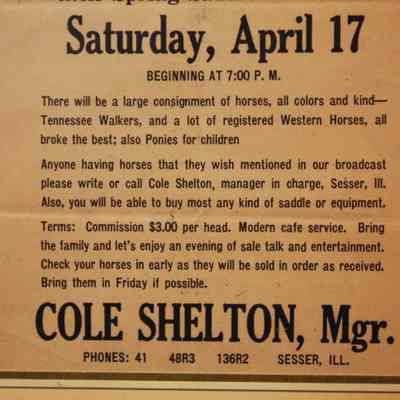 Saturday, April 17
BEGINNING AT 7:00 P. M.
There will be a large consignment of horses, all colors and kind—
Tennessee Walkers, and a lot of registered Western Horses, all
broke the best; also Ponies for children
Anyone having horses that they wish mentioned in our broadcast
please write or call Cole Shelton, manager in charge, Sesser, Ill.
Also, you will be able to buy most any kind of saddle or equipment.
Terms: Commission $3.00 per head. Modern cafe service. Bring
the family and let's enjoy an evening of sale talk and entertainment.
Check your horses in early as they will be sold in order as received.
Bring them in Friday if possible.
COLE SHELTON, Mgr.
PHONES: 41 48R3 136R2 SESSER, ILL.